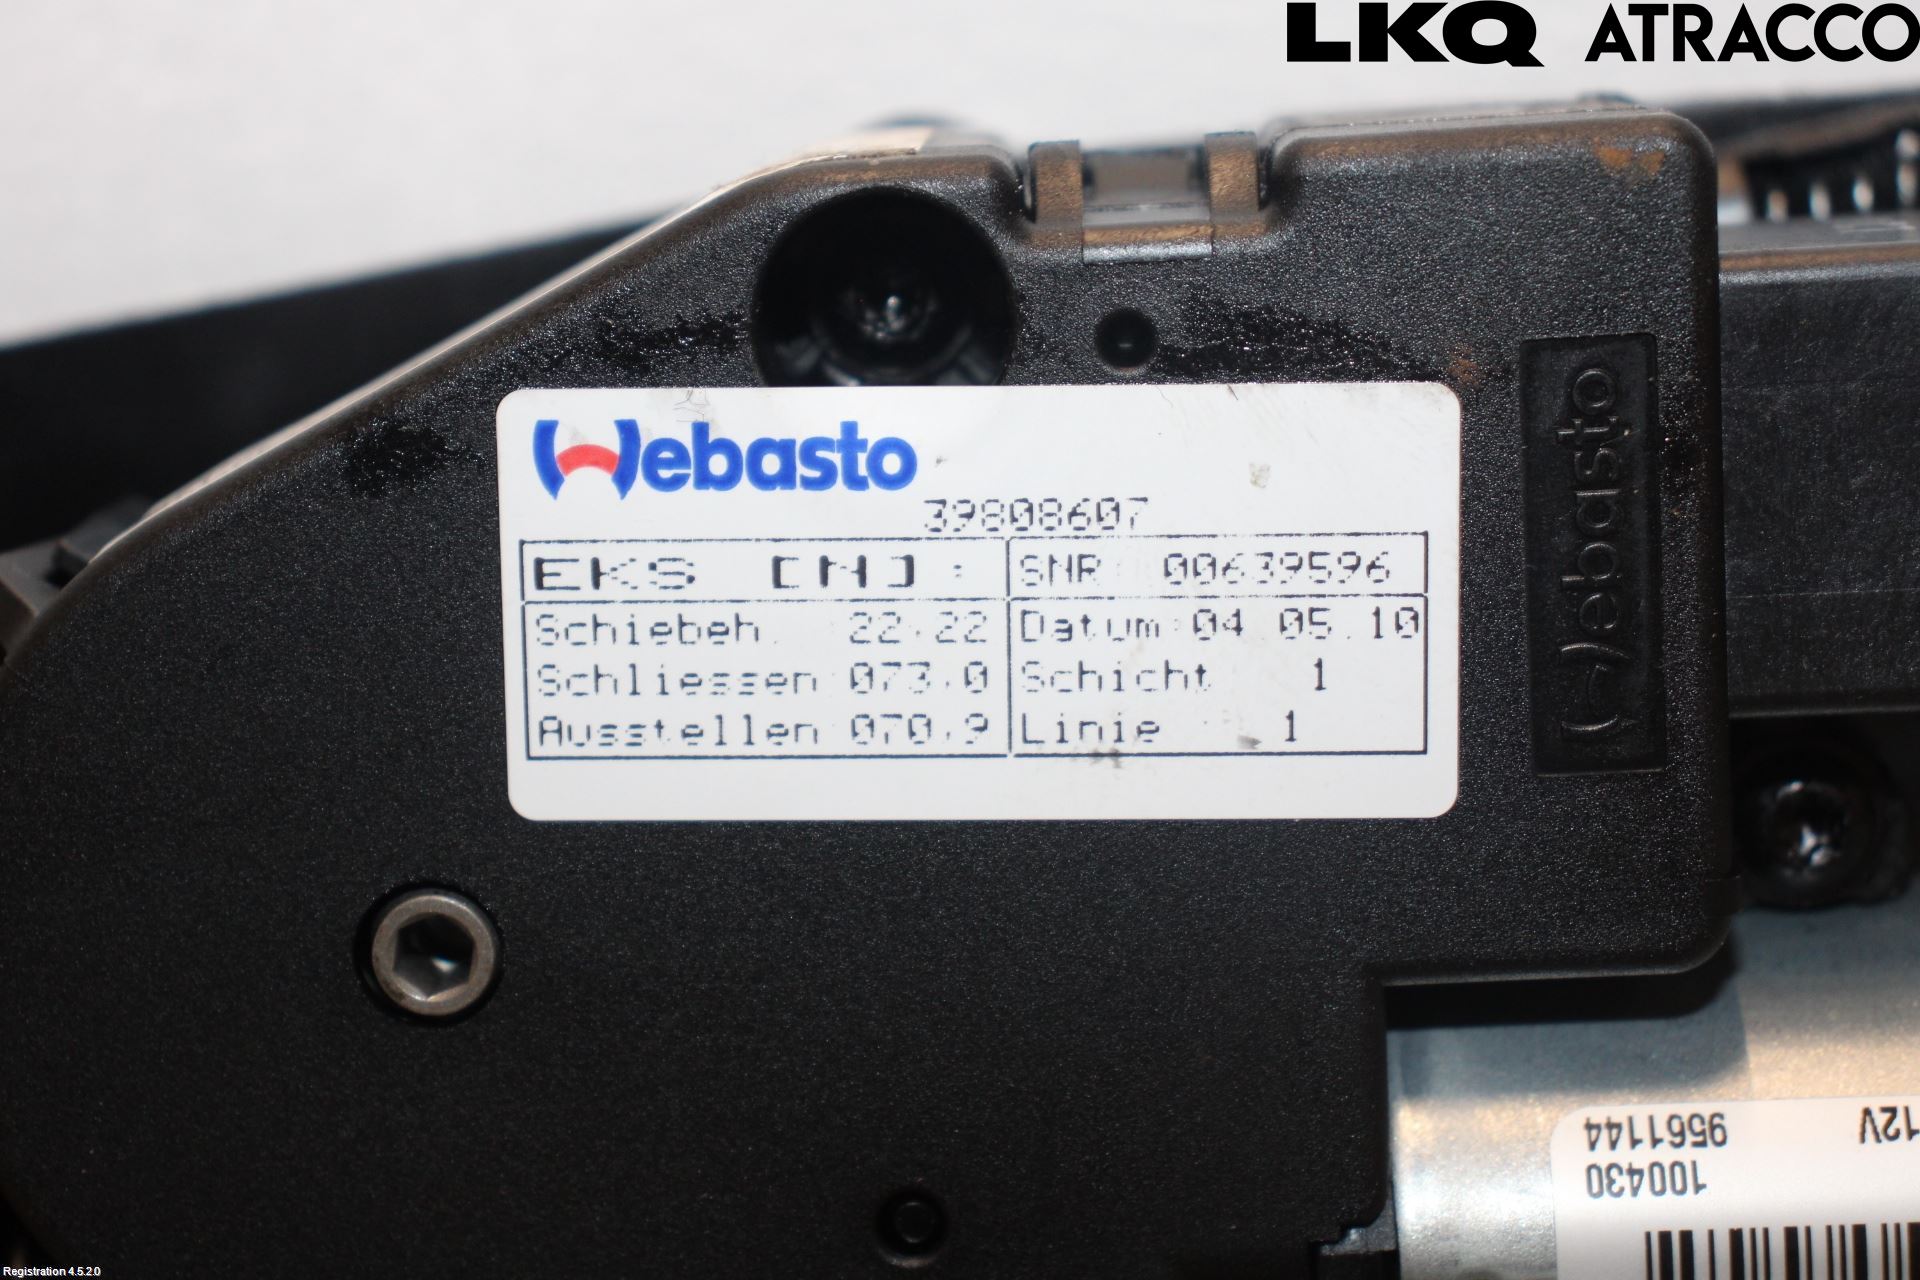 LKQ ATRACCO
Webasto
39808607
EKS [N]:
SNR 00639596
Schiebeh. 22,22
Datum:04.05.10
Schliessen 073,0
Schicht 1
Ausstellen 070,9
Linie : 1
Webasto
12V
9561144
100430
Registration 4.5.2.0